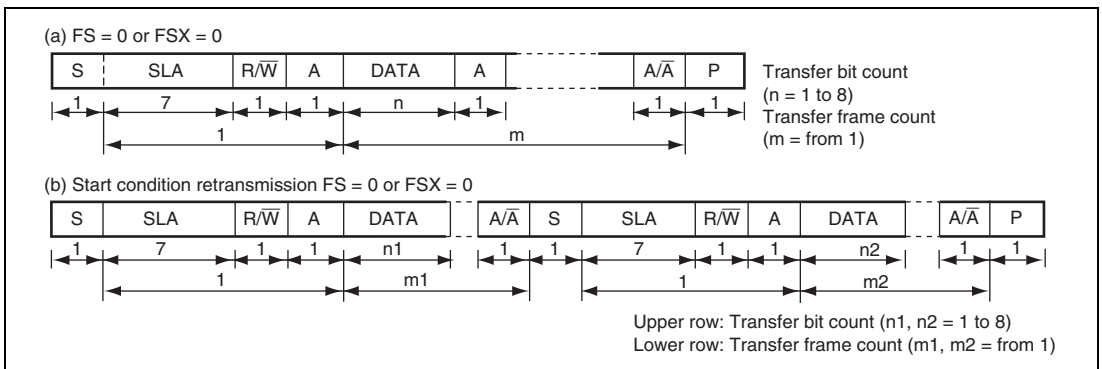 (a) FS = 0 or FSX = 0
S SLA R/W̅ A DATA A A/A̅ P
1 7 1 1 n 1 1 1
1 m
Transfer bit count
(n = 1 to 8)
Transfer frame count
(m = from 1)
(b) Start condition retransmission FS = 0 or FSX = 0
S SLA R/W̅ A DATA A/A̅ S SLA R/W̅ A DATA A/A̅ P
1 7 1 1 n1 1 1 7 1 1 n2 1 1
1 m1 1 m2
Upper row: Transfer bit count (n1, n2 = 1 to 8)
Lower row: Transfer frame count (m1, m2 = from 1)